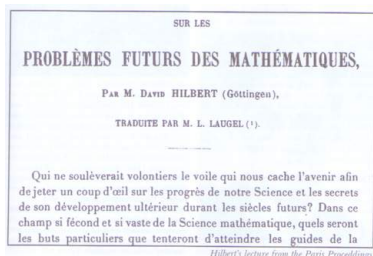 SUR LES
PROBLÈMES FUTURS DES MATHÉMATIQUES,
PAR M. DAVID HILBERT (Göttingen),
TRADUITE PAR M. L. LAUGEL (¹).
Qui ne soulèverait volontiers le voile qui nous cache l'avenir afin
de jeter un coup d'œil sur les progrès de notre Science et les secrets
de son développement ultérieur durant les siècles futurs? Dans ce
champ si fécond et si vaste de la Science mathématique, quels seront
les buts particuliers que tenteront d'atteindre les guides de la
Hilbert's lecture from the Paris Proceedings